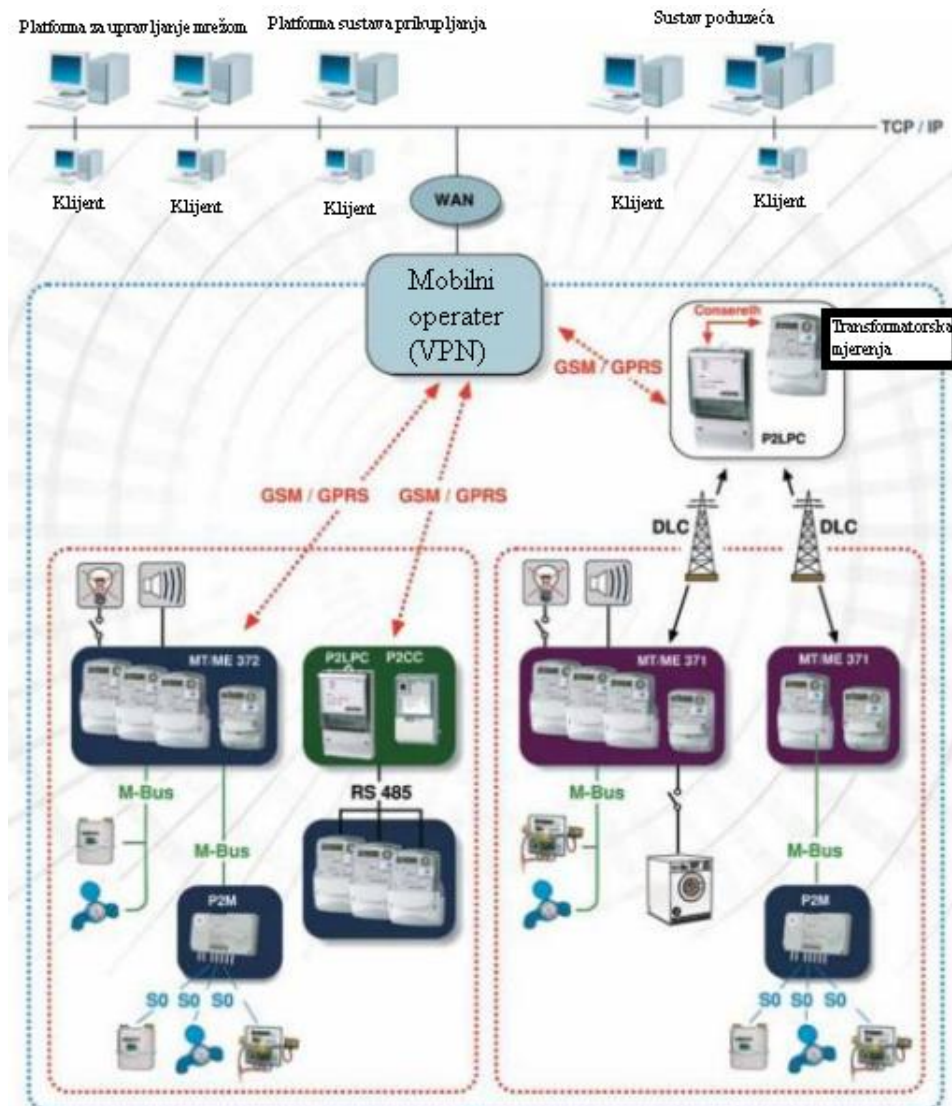 Platforma za upravljanje mrežom
Platforma sustava prikupljanja
Sustav poduzeća
TCP / IP
Klijent
Klijent
Klijent
Klijent
Klijent
WAN
Mobilni
operater
(VPN)
Consereth
Transformatorska
mjerenja
GSM / GPRS
P2LPC
GSM / GPRS
GSM / GPRS
DLC
DLC
MT/ME 372
P2LPC
P2CC
MT/ME 371
MT/ME 371
M-Bus
RS 485
M-Bus
M-Bus
M-Bus
P2M
P2M
S0
S0
S0
S0
S0
S0